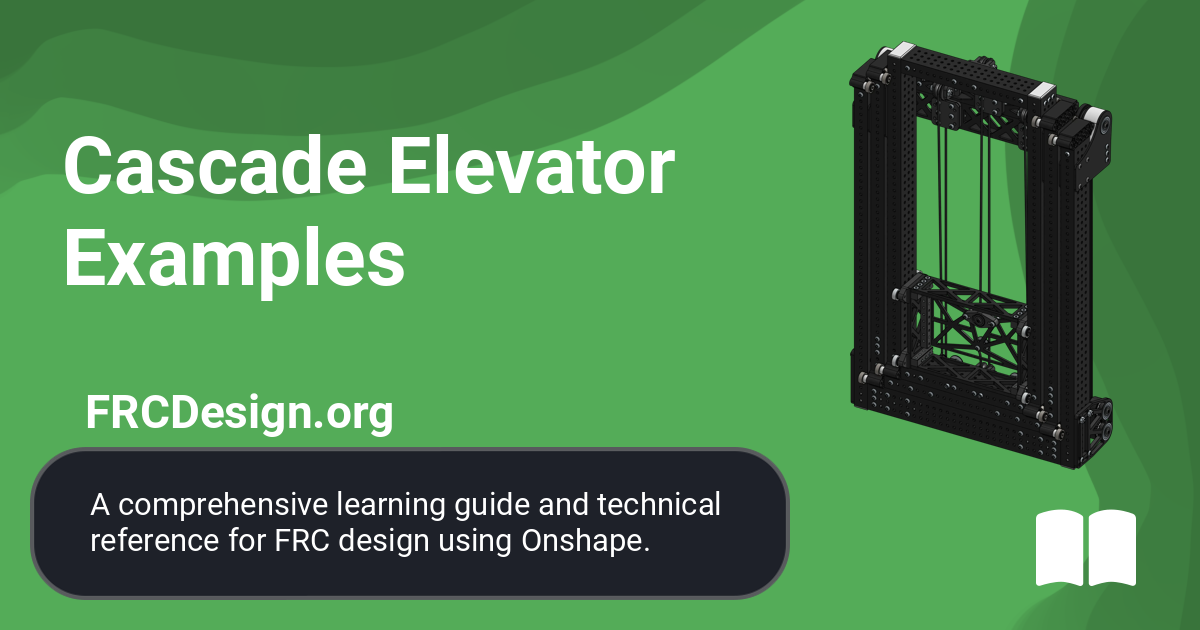 Cascade Elevator
Examples
FRCDesign.org
A comprehensive learning guide and technical
reference for FRC design using Onshape.